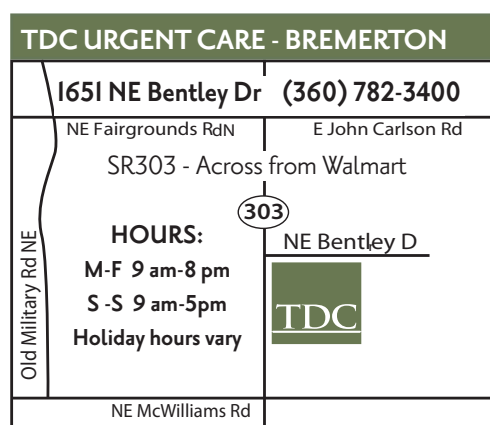 TDC URGENT CARE - BREMERTON
1651 NE Bentley Dr (360) 782-3400
NE Fairgrounds RdN E John Carlson Rd
SR303 - Across from Walmart
303
HOURS:
NE Bentley D
M-F 9 am-8 pm
S -S 9 am-5pm
Holiday hours vary
TDC
Old Military Rd NE
NE McWilliams Rd